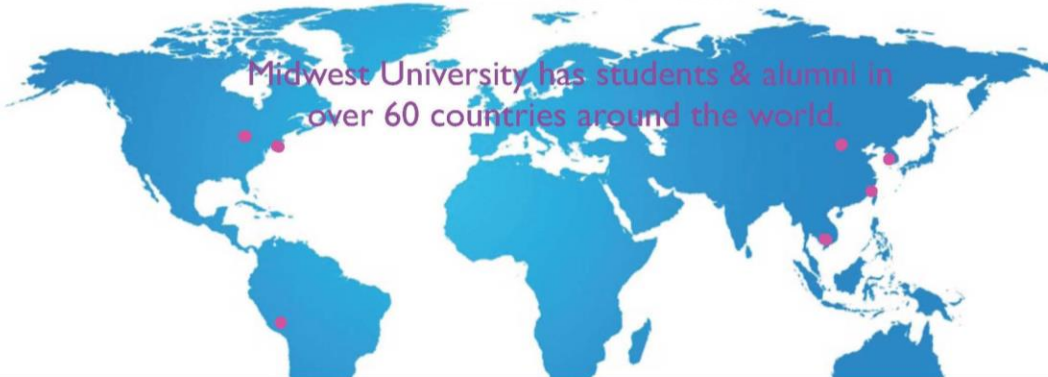 Midwest University has students & alumni in
over 60 countries around the world.